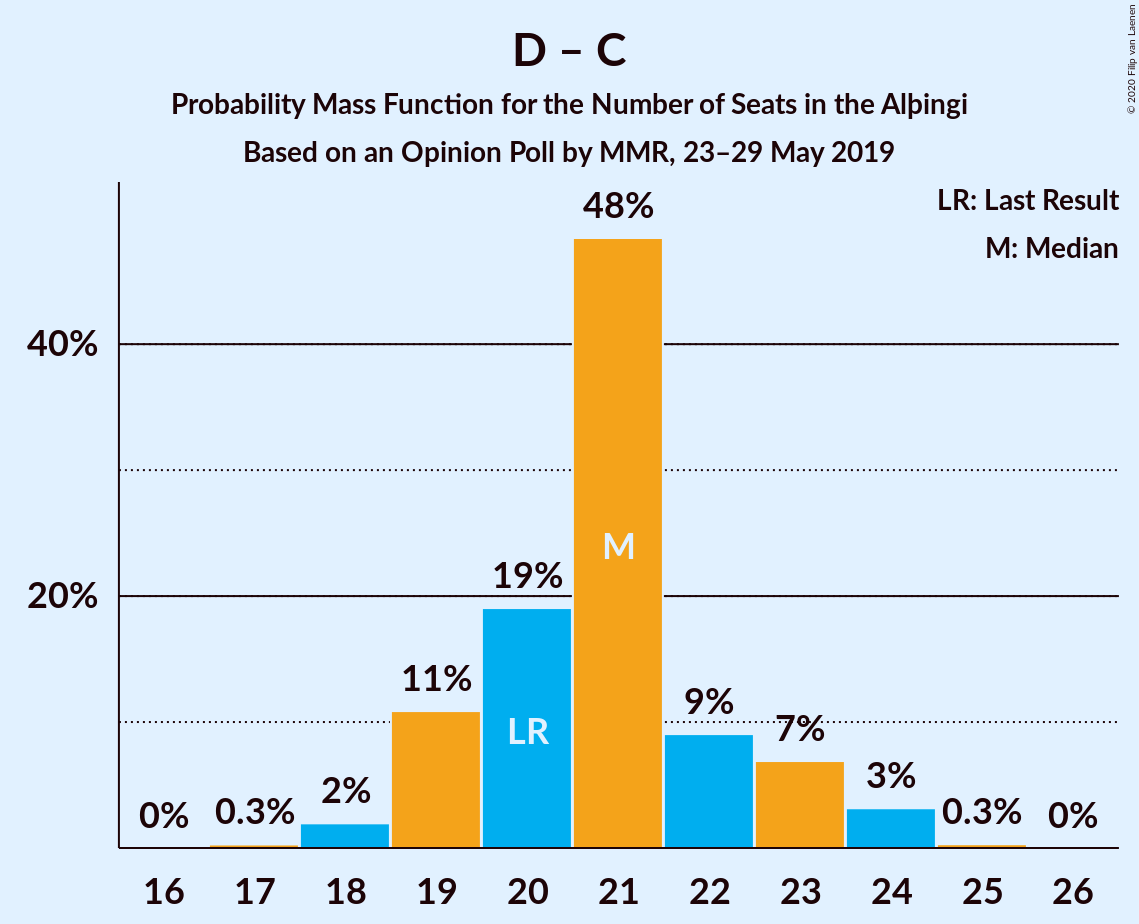 D – C
Probability Mass Function for the Number of Seats in the Alþingi
Based on an Opinion Poll by MMR, 23–29 May 2019
© 2020 Filip van Laenen
LR: Last Result
M: Median
48%
40%
M
19%
20%
11%
9%
7%
LR
3%
2%
0%
0.3%
0.3%
0%
16 17 18 19 20 21 22 23 24 25 26